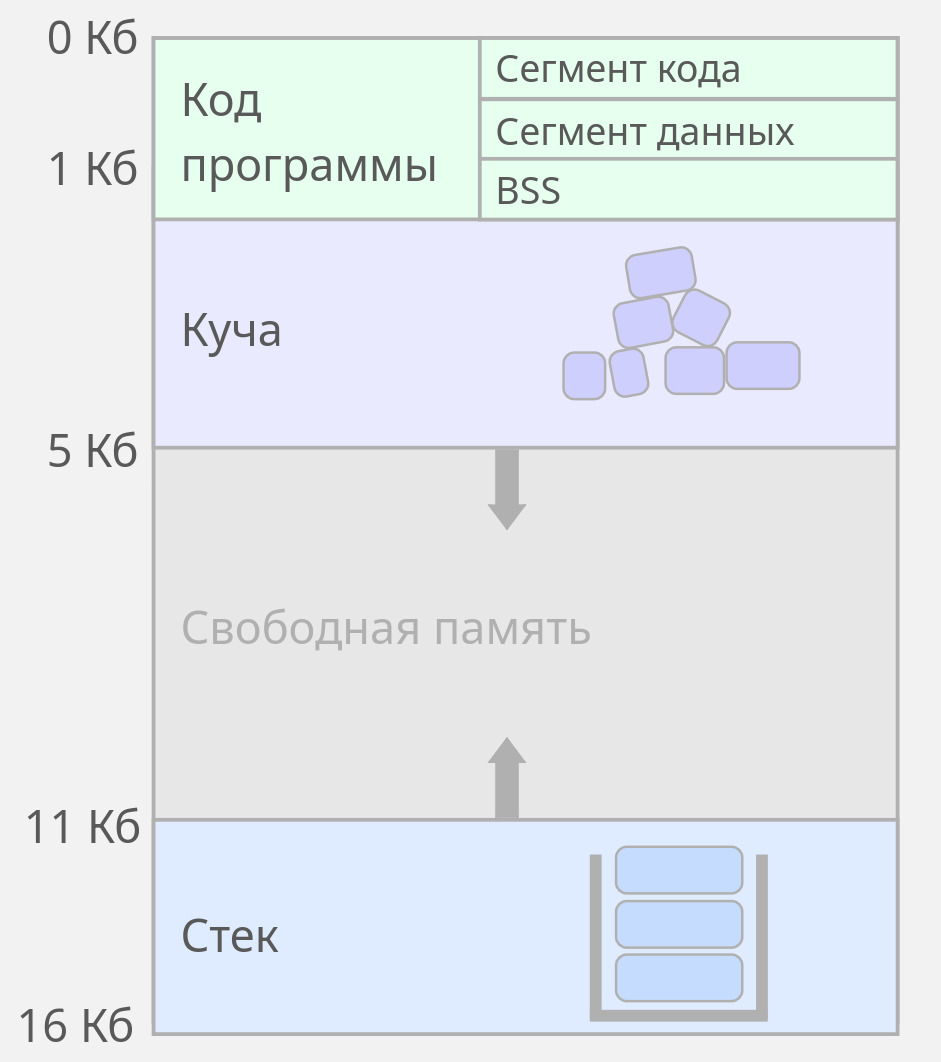 0 Кб
Код
программы
Сегмент кода
Сегмент данных
1 Кб
BSS
Куча
5 Кб
Свободная память
11 Кб
Стек
16 Кб